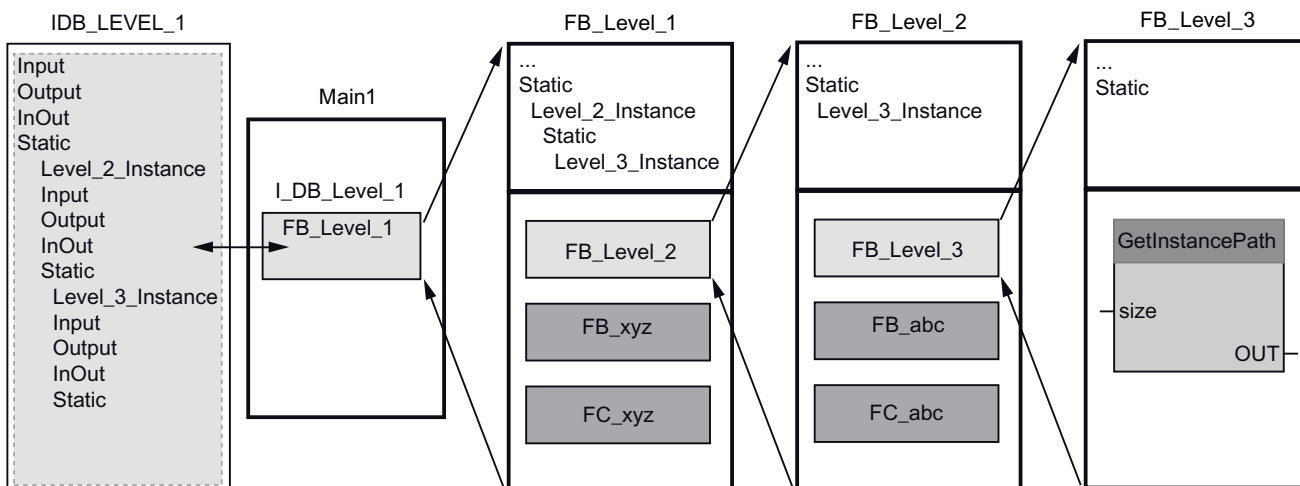 IDB_LEVEL_1
Input
Output
InOut
Static
Level_2_Instance
Input
Output
InOut
Static
Level_3_Instance
Input
Output
InOut
Static
Main1
I_DB_Level_1
FB_Level_1
FB_Level_1
...
Static
Level_2_Instance
Static
Level_3_Instance
FB_Level_2
FB_xyz
FC_xyz
FB_Level_2
...
Static
Level_3_Instance
FB_Level_3
FB_abc
FC_abc
FB_Level_3
...
Static
GetInstancePath
size
OUT